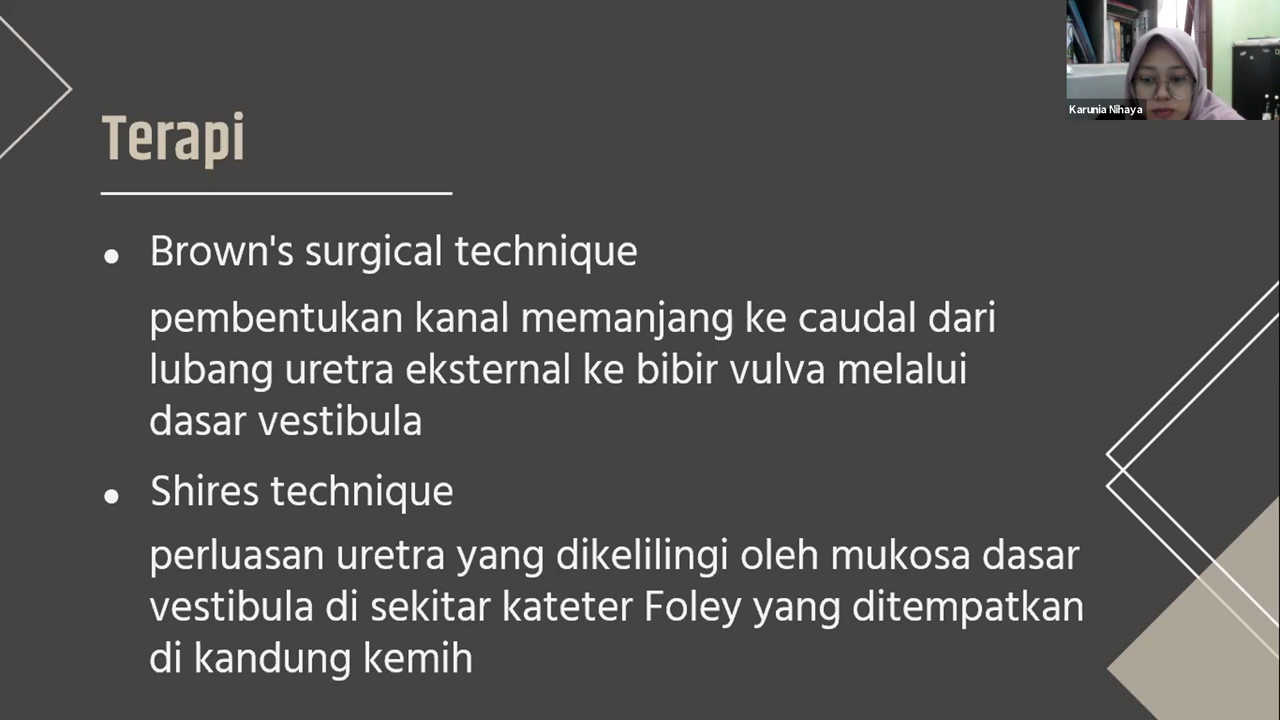 Karunia Nihaya
Terapi
Brown's surgical technique
pembentukan kanal memanjang ke caudal dari
lubang uretra eksternal ke bibir vulva melalui
dasar vestibula
Shires technique
perluasan uretra yang dikelilingi oleh mukosa dasar
vestibula di sekitar kateter Foley yang ditempatkan
di kandung kemih